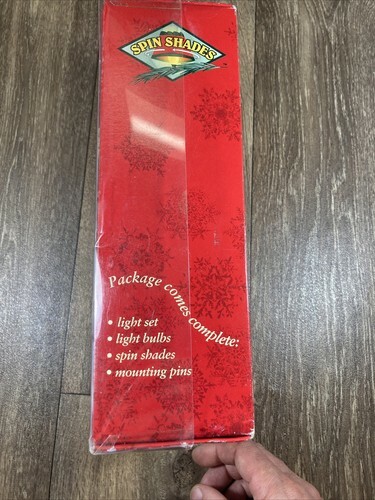 SPIN SHADES
Package comes complete:
• light set
• light bulbs
• spin shades
• mounting pins